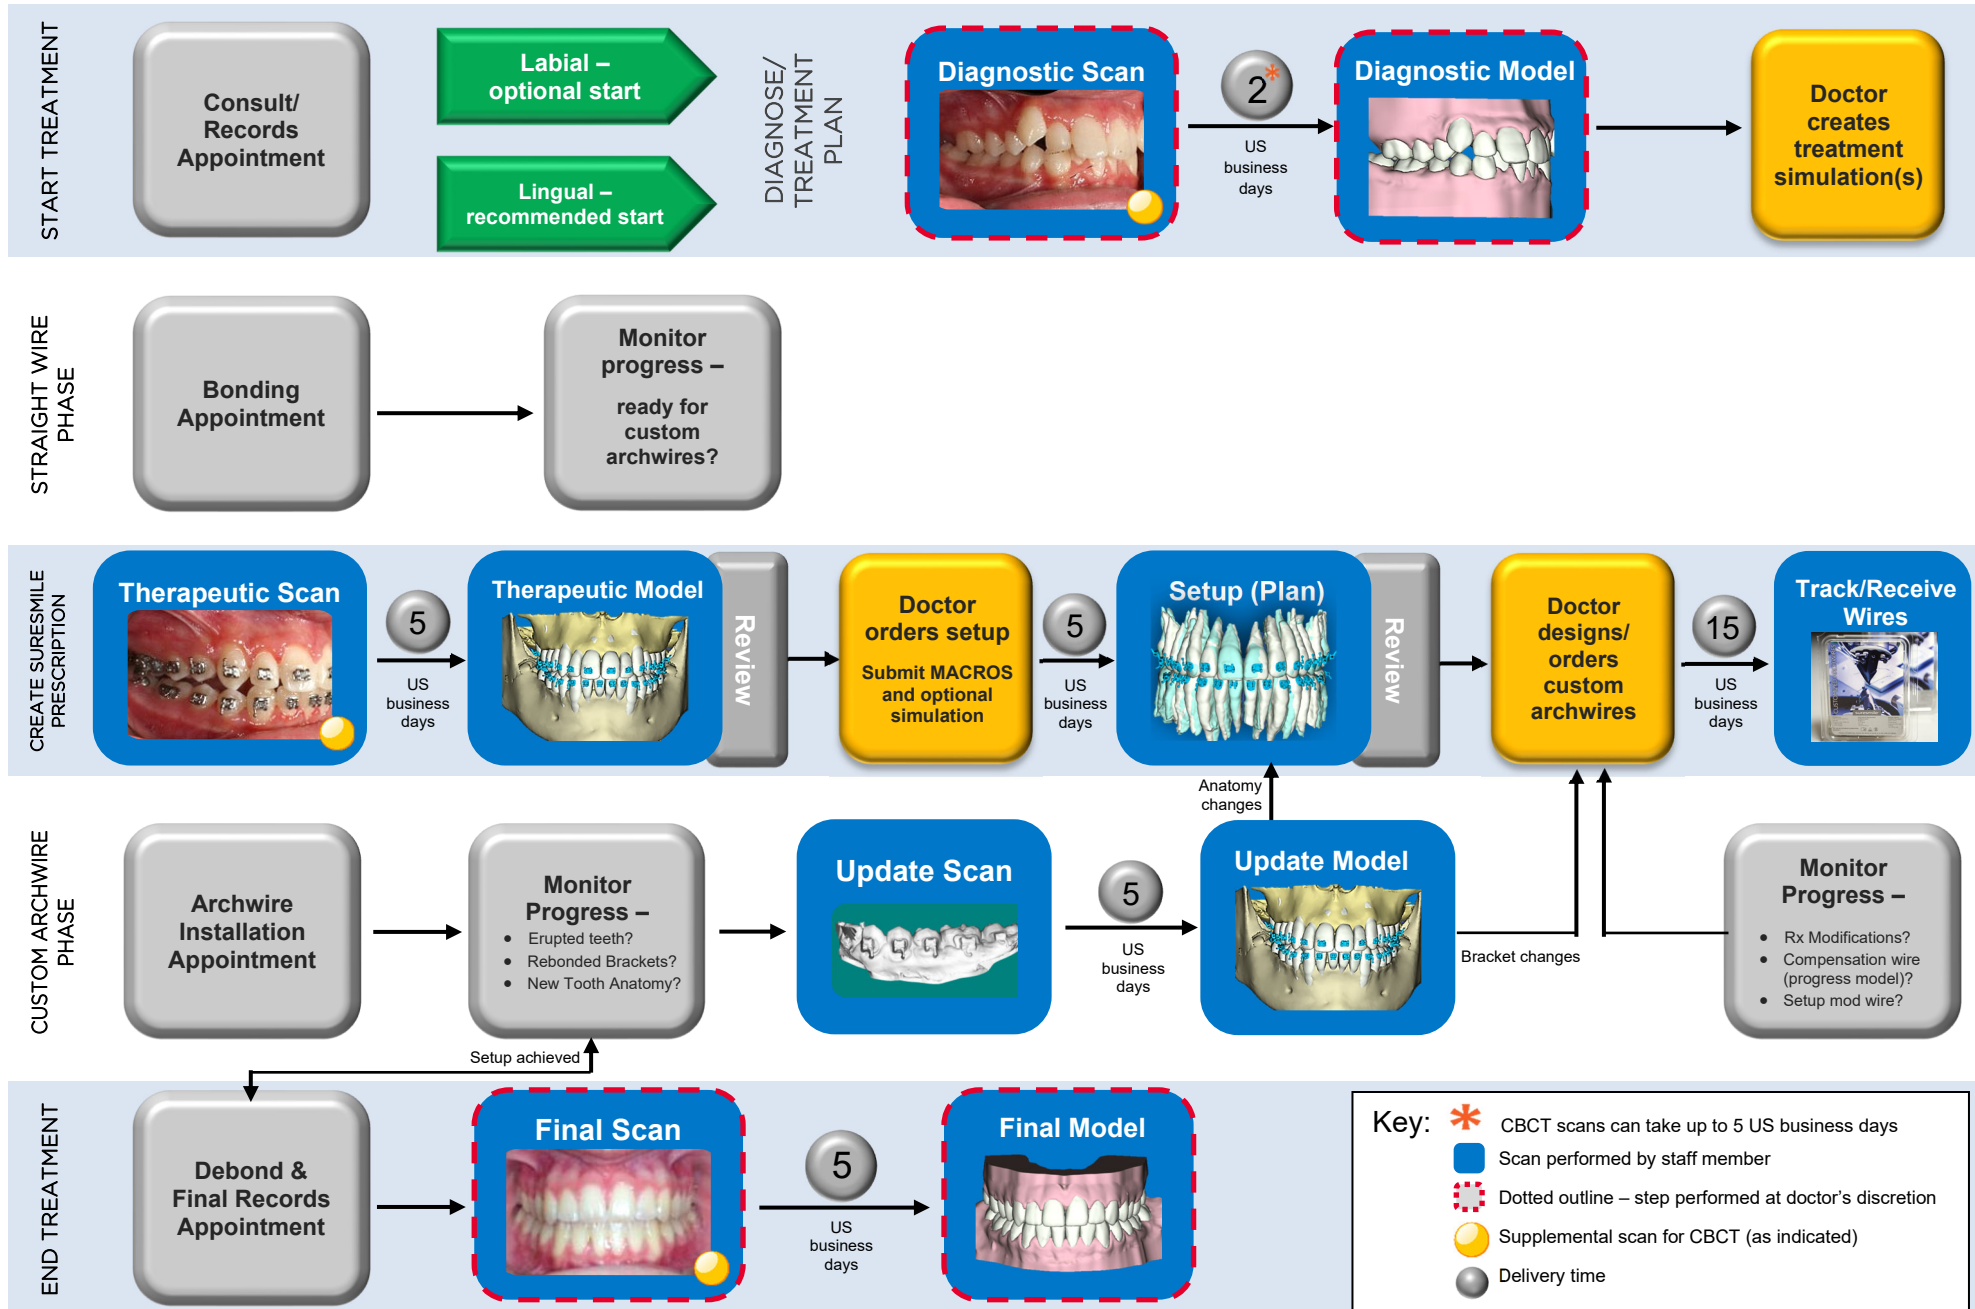 START TREATMENT
Consult/
Records
Appointment
Labial –
optional start
Lingual –
recommended start
DIAGNOSE/
TREATMENT
PLAN
Diagnostic Scan
2*
US
business
days
Diagnostic Model
Doctor
creates
treatment
simulation(s)
STRAIGHT WIRE
PHASE
Bonding
Appointment
Monitor
progress –
ready for
custom
archwires?
CREATE SURESMILE
PRESCRIPTION
Therapeutic Scan
5
US
business
days
Therapeutic Model
Review
Doctor
orders setup
Submit MACROS
and optional
simulation
5
US
business
days
Setup (Plan)
Review
Doctor
designs/
orders
custom
archwires
15
US
business
days
Track/Receive
Wires
Anatomy
changes
CUSTOM ARCHWIRE
PHASE
Archwire
Installation
Appointment
Monitor
Progress –
• Erupted teeth?
• Rebonded Brackets?
• New Tooth Anatomy?
Update Scan
5
US
business
days
Update Model
Bracket changes
Monitor
Progress –
• Rx Modifications?
• Compensation wire
(progress model)?
• Setup mod wire?
Setup achieved
END TREATMENT
Debond &
Final Records
Appointment
Final Scan
5
US
business
days
Final Model
Key:
* CBCT scans can take up to 5 US business days
Scan performed by staff member
Dotted outline – step performed at doctor's discretion
Supplemental scan for CBCT (as indicated)
Delivery time